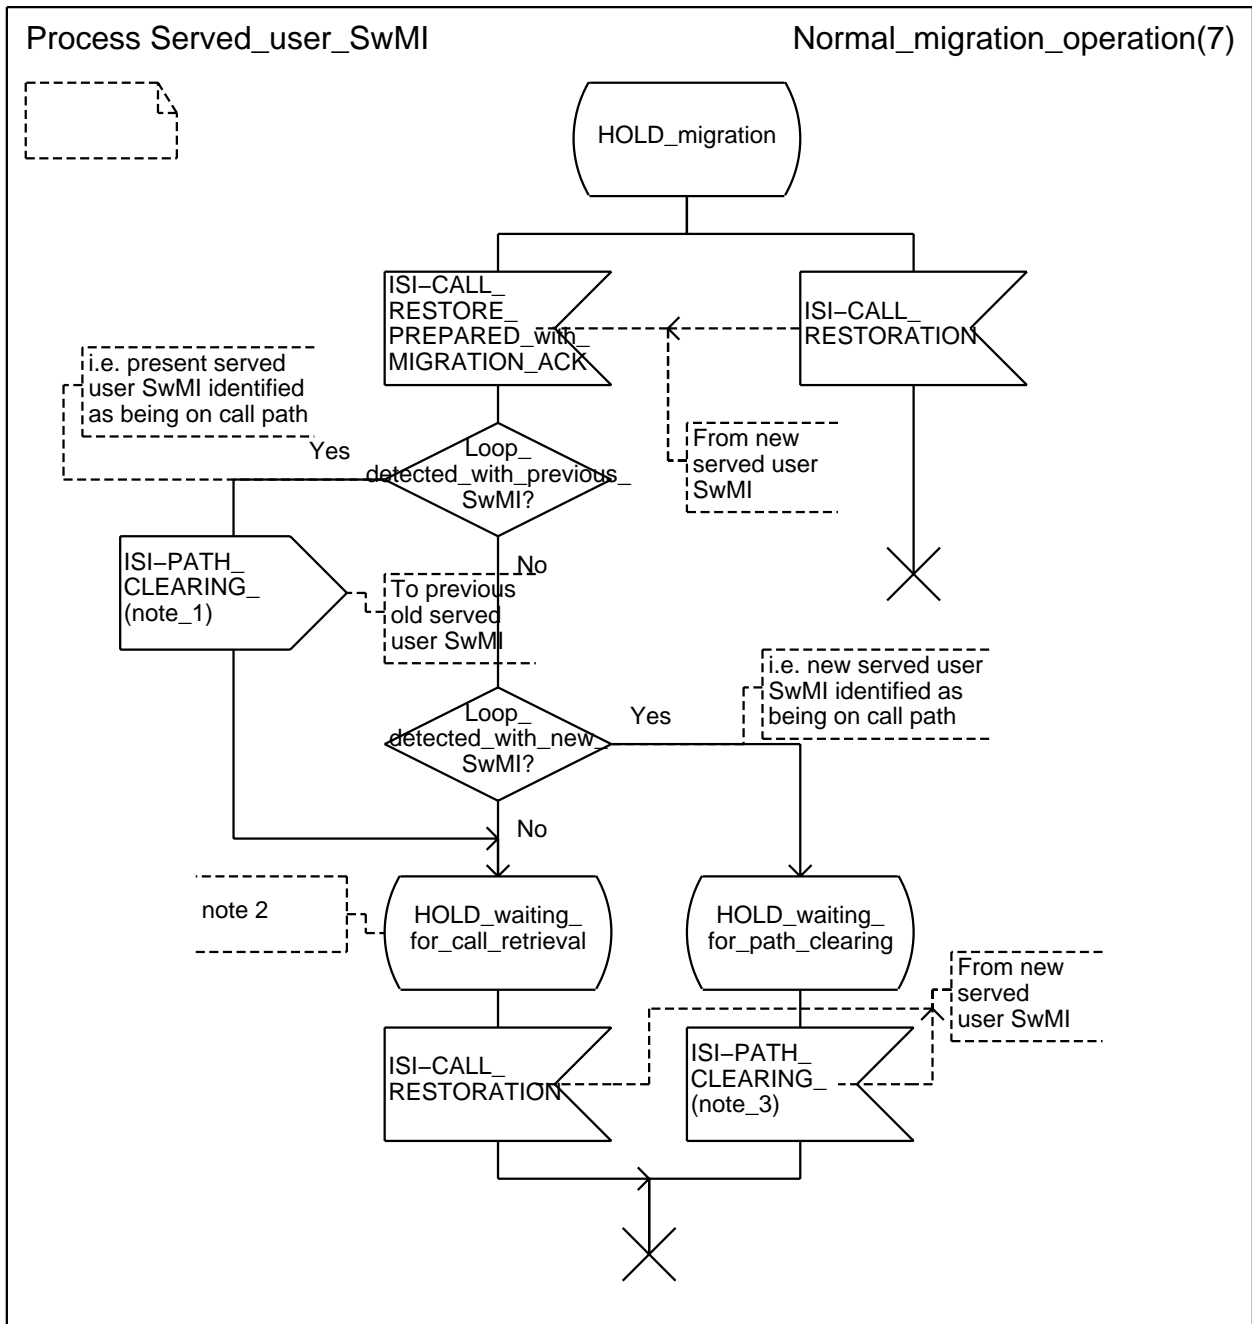 Process Served_user_SwMI
Normal_migration_operation(7)
HOLD_migration
ISI−CALL_
RESTORE_
PREPARED_with_
MIGRATION_ACK
ISI−CALL_
RESTORATION
i.e. present served
user SwMI identified
as being on call path
From new
served user
SwMI
Yes
Loop_
detected_with_previous_
SwMI?
No
ISI−PATH_
CLEARING_
(note_1)
To previous
old served
user SwMI
i.e. new served user
SwMI identified as
being on call path
Loop_
detected_with_new_
SwMI?
Yes
No
note 2
HOLD_waiting_
for_call_retrieval
HOLD_waiting_
for_path_clearing
From new
served
user SwMI
ISI−CALL_
RESTORATION
ISI−PATH_
CLEARING_
(note_3)